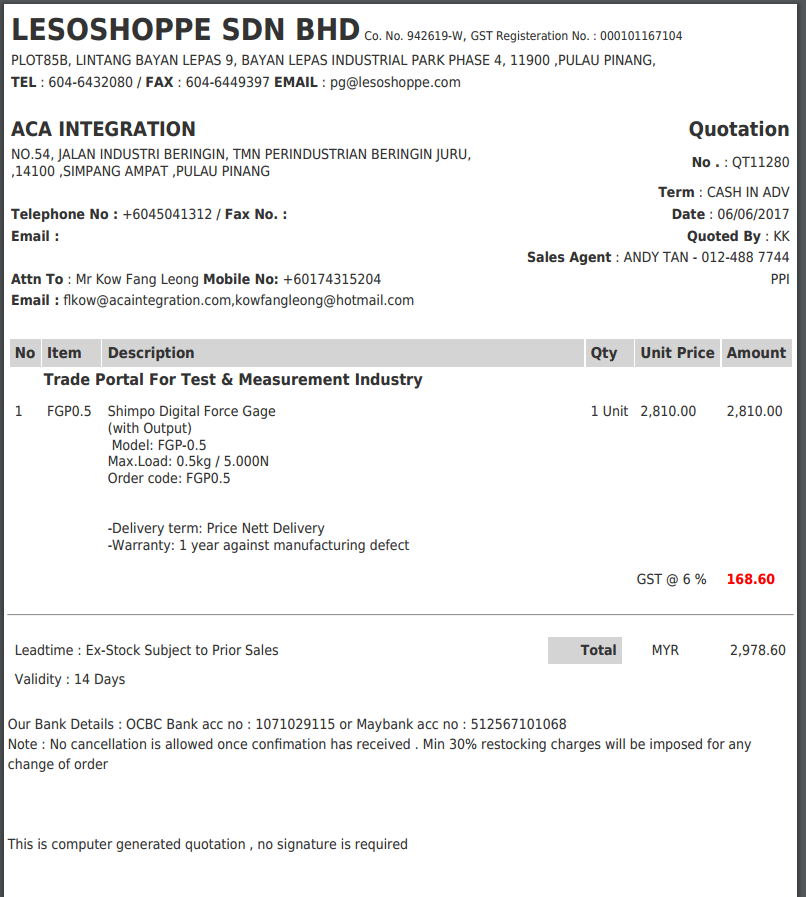 LESOSHOPPE SDN BHD Co. No. 942619-W, GST Registeration No. : 000101167104
PLOT85B, LINTANG BAYAN LEPAS 9, BAYAN LEPAS INDUSTRIAL PARK PHASE 4, 11900 ,PULAU PINANG,
TEL : 604-6432080 / FAX : 604-6449397 EMAIL : pg@lesoshoppe.com
ACA INTEGRATION
Quotation
NO.54, JALAN INDUSTRI BERINGIN, TMN PERINDUSTRIAN BERINGIN JURU,
,14100 ,SIMPANG AMPAT ,PULAU PINANG
No . : QT11280
Term : CASH IN ADV
Telephone No : +6045041312 / Fax No. :
Date : 06/06/2017
Email :
Quoted By : KK
Sales Agent : ANDY TAN - 012-488 7744
Attn To : Mr Kow Fang Leong Mobile No: +60174315204
PPI
Email : flkow@acaintegration.com,kowfangleong@hotmail.com
No Item Description Qty Unit Price Amount
Trade Portal For Test & Measurement Industry
1 FGP0.5 Shimpo Digital Force Gage 1 Unit 2,810.00 2,810.00
(with Output)
Model: FGP-0.5
Max.Load: 0.5kg / 5.000N
Order code: FGP0.5
-Delivery term: Price Nett Delivery
-Warranty: 1 year against manufacturing defect
GST @ 6 % 168.60
Leadtime : Ex-Stock Subject to Prior Sales Total MYR 2,978.60
Validity : 14 Days
Our Bank Details : OCBC Bank acc no : 1071029115 or Maybank acc no : 512567101068
Note : No cancellation is allowed once confimation has received . Min 30% restocking charges will be imposed for any
change of order
This is computer generated quotation , no signature is required